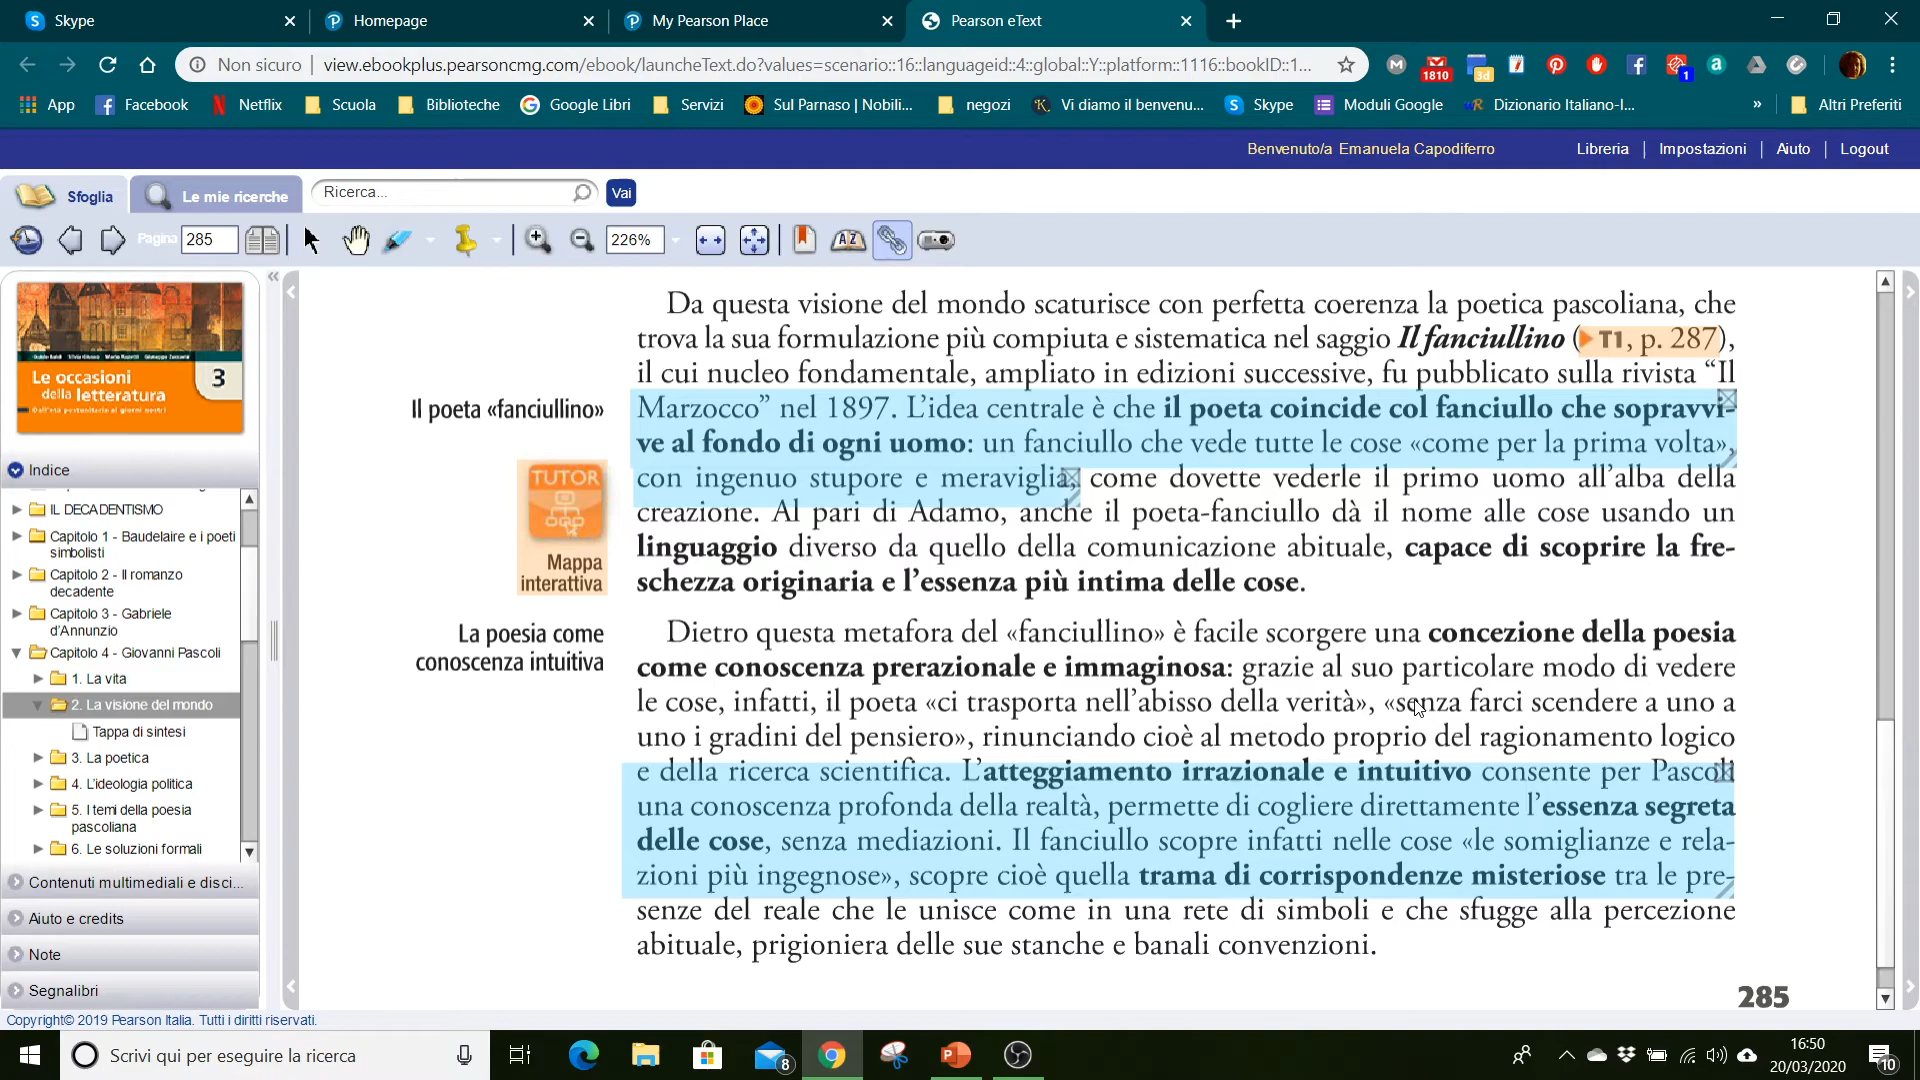 Skype
Homepage
My Pearson Place
Pearson eText
Non sicuro
view.ebookplus.pearsoncmg.com/ebook/launcheText.do?values=scenario::16::languageid::4::global::Y::platform::1116::bookID::1...
1810
3d
1
App
Facebook
Netflix
Scuola
Biblioteche
Google Libri
Servizi
Sul Parnaso | Nobili...
negozi
Vi diamo il benvenu...
Skype
Moduli Google
Dizionario Italiano-l...
»
Altri Preferiti
Benvenuto/a Emanuela Capodiferro
Libreria | Impostazioni | Aiuto | Logout
Sfoglia
Le mie ricerche
Ricerca...
Vai
Pagina 285
226%
AZ
Le occasioni
della letteratura
3
Dall'età postunitaria ai giorni nostri
Indice
IL DECADENTISMO
Capitolo 1 - Baudelaire e i poeti
simbolisti
Capitolo 2 - Il romanzo
decadente
Capitolo 3 - Gabriele
d'Annunzio
Capitolo 4 - Giovanni Pascoli
1. La vita
2. La visione del mondo
Tappa di sintesi
3. La poetica
4. L'ideologia politica
5. I temi della poesia
pascoliana
6. Le soluzioni formali
Contenuti multimediali e disci...
Aiuto e credits
Note
Segnalibri
Copyright© 2019 Pearson Italia. Tutti i diritti riservati.
Da questa visione del mondo scaturisce con perfetta coerenza la poetica pascoliana, che
trova la sua formulazione più compiuta e sistematica nel saggio Il fanciullino (▶ T1, p. 287),
il cui nucleo fondamentale, ampliato in edizioni successive, fu pubblicato sulla rivista “Il
Il poeta «fanciullino»
Marzocco” nel 1897. L’idea centrale è che il poeta coincide col fanciullo che sopravvi-
ve al fondo di ogni uomo: un fanciullo che vede tutte le cose «come per la prima volta»,
con ingenuo stupore e meraviglia, come dovette vederle il primo uomo all’alba della
creazione. Al pari di Adamo, anche il poeta-fanciullo dà il nome alle cose usando un
linguaggio diverso da quello della comunicazione abituale, capace di scoprire la fre-
schezza originaria e l’essenza più intima delle cose.
TUTOR
Mappa
interattiva
La poesia come
conoscenza intuitiva
Dietro questa metafora del «fanciullino» è facile scorgere una concezione della poesia
come conoscenza prerazionale e immaginosa: grazie al suo particolare modo di vedere
le cose, infatti, il poeta «ci trasporta nell’abisso della verità», «senza farci scendere a uno a
uno i gradini del pensiero», rinunciando cioè al metodo proprio del ragionamento logico
e della ricerca scientifica. L’atteggiamento irrazionale e intuitivo consente per Pascoli
una conoscenza profonda della realtà, permette di cogliere direttamente l’essenza segreta
delle cose, senza mediazioni. Il fanciullo scopre infatti nelle cose «le somiglianze e rela-
zioni più ingegnose», scopre cioè quella trama di corrispondenze misteriose tra le pre-
senze del reale che le unisce come in una rete di simboli e che sfugge alla percezione
abituale, prigioniera delle sue stanche e banali convenzioni.
285
Scrivi qui per eseguire la ricerca
8
16:50
20/03/2020
10